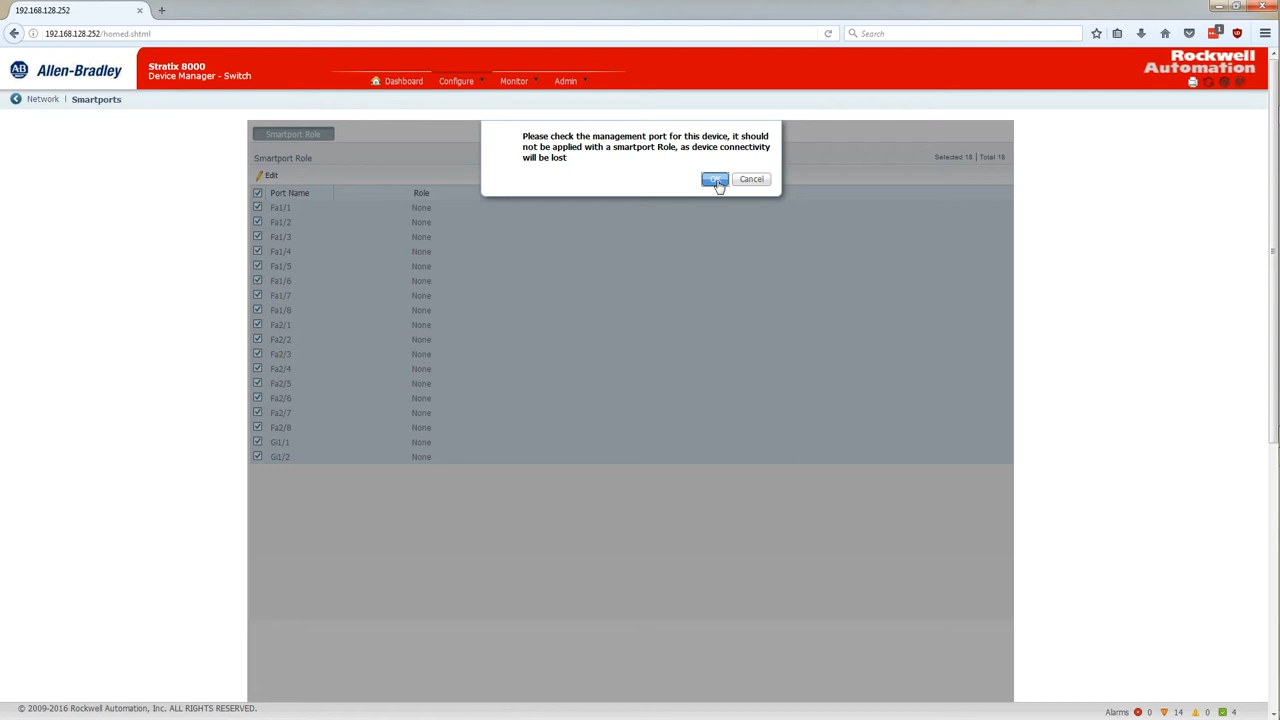 192.168.128.252
192.168.128.252/homed.shtml
Search
1
AB Allen-Bradley
Stratix 8000
Device Manager - Switch
Dashboard
Configure
Monitor
Admin
Rockwell
Automation
Network | Smartports
Smartport Role
Please check the management port for this device, it should
not be applied with a smartport Role, as device connectivity
will be lost
Cancel
Smartport Role
Selected 18 | Total 18
Edit
Port Name Role
Fa1/1 None
Fa1/2 None
Fa1/3 None
Fa1/4 None
Fa1/5 None
Fa1/6 None
Fa1/7 None
Fa1/8 None
Fa2/1 None
Fa2/2 None
Fa2/3 None
Fa2/4 None
Fa2/5 None
Fa2/6 None
Fa2/7 None
Fa2/8 None
Gi1/1 None
Gi1/2 None
© 2009-2016 Rockwell Automation, Inc. ALL RIGHTS RESERVED.
Alarms 0 14 0 4